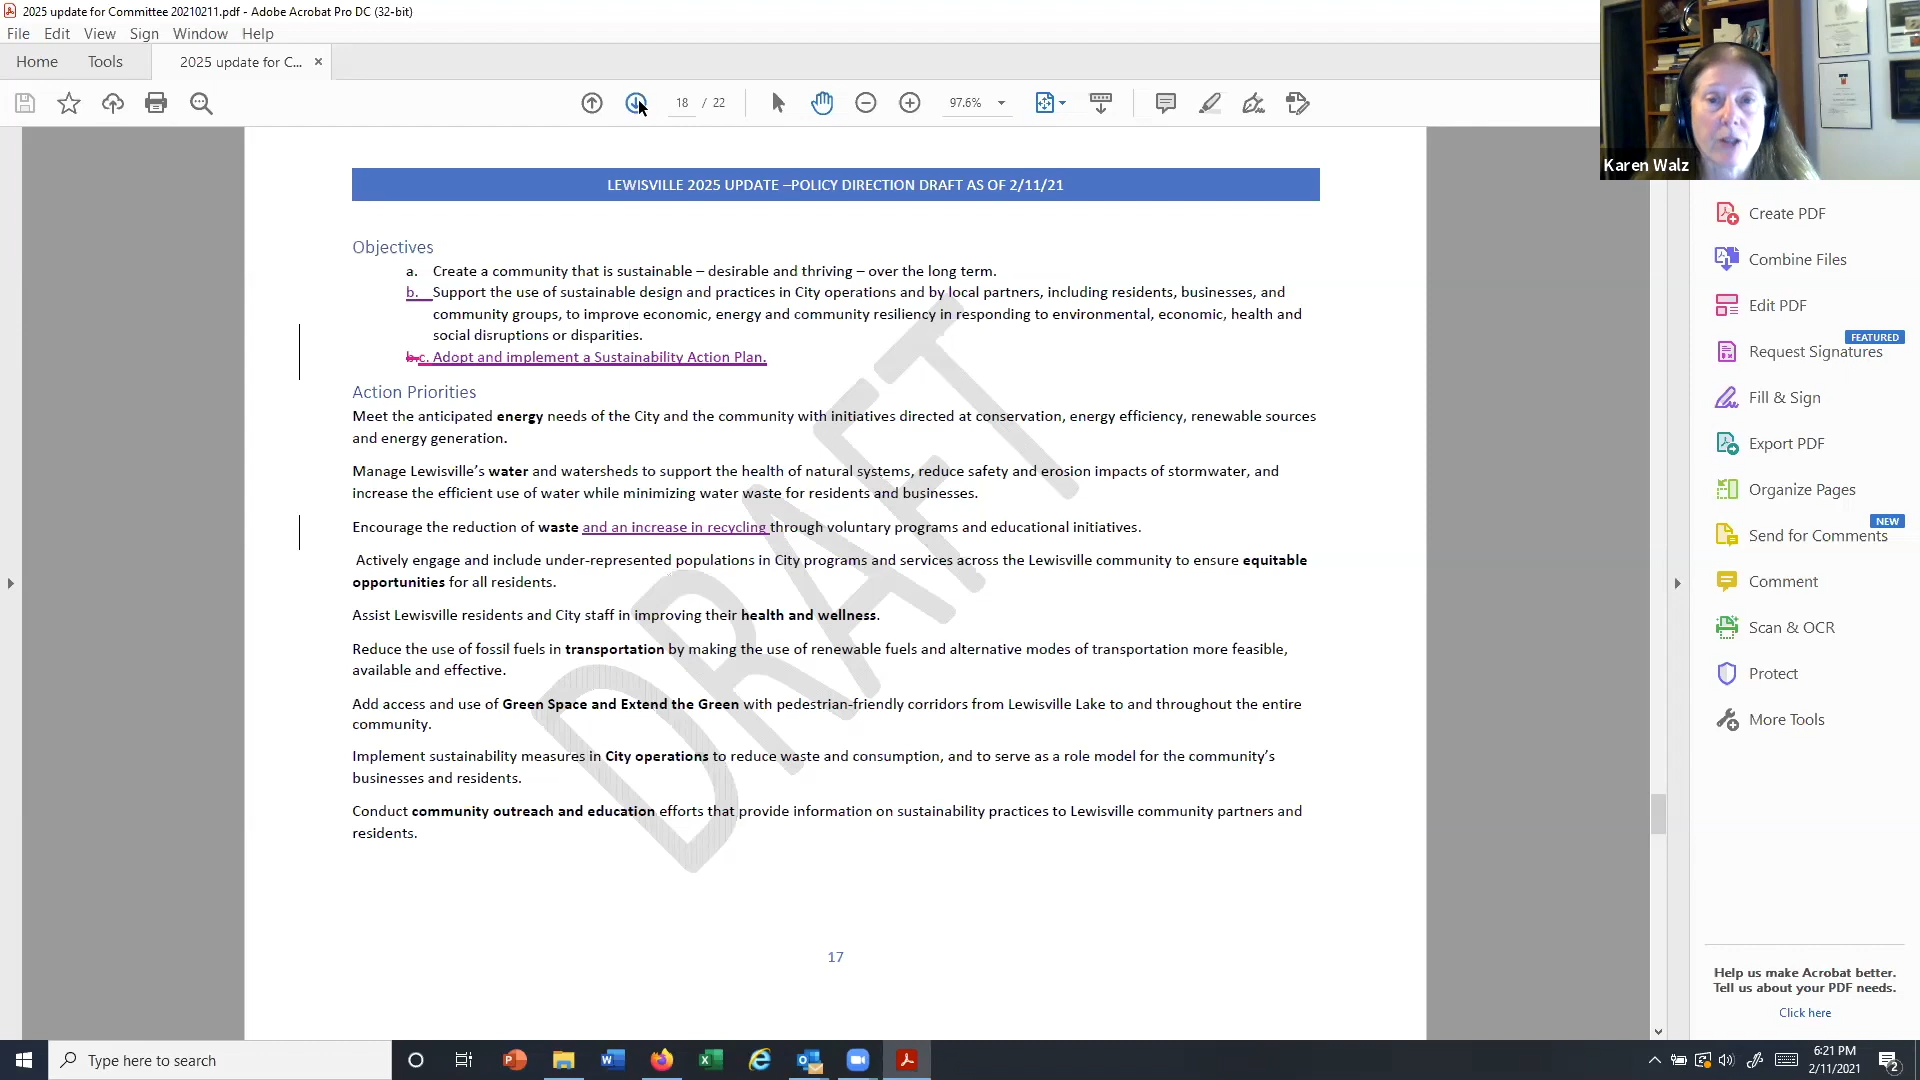 2025 update for Committee 20210211.pdf - Adobe Acrobat Pro DC (32-bit)
File Edit View Sign Window Help
Home Tools 2025 update for C... ×
18 / 22 97.6%
Karen Walz
LEWISVILLE 2025 UPDATE –POLICY DIRECTION DRAFT AS OF 2/11/21
Objectives
a. Create a community that is sustainable – desirable and thriving – over the long term.
b. Support the use of sustainable design and practices in City operations and by local partners, including residents, businesses, and
community groups, to improve economic, energy and community resiliency in responding to environmental, economic, health and
social disruptions or disparities.
b.c. Adopt and implement a Sustainability Action Plan.
Action Priorities
Meet the anticipated energy needs of the City and the community with initiatives directed at conservation, energy efficiency, renewable sources
and energy generation.
Manage Lewisville’s water and watersheds to support the health of natural systems, reduce safety and erosion impacts of stormwater, and
increase the efficient use of water while minimizing water waste for residents and businesses.
Encourage the reduction of waste and an increase in recycling through voluntary programs and educational initiatives.
Actively engage and include under-represented populations in City programs and services across the Lewisville community to ensure equitable
opportunities for all residents.
Assist Lewisville residents and City staff in improving their health and wellness.
Reduce the use of fossil fuels in transportation by making the use of renewable fuels and alternative modes of transportation more feasible,
available and effective.
Add access and use of Green Space and Extend the Green with pedestrian-friendly corridors from Lewisville Lake to and throughout the entire
community.
Implement sustainability measures in City operations to reduce waste and consumption, and to serve as a role model for the community’s
businesses and residents.
Conduct community outreach and education efforts that provide information on sustainability practices to Lewisville community partners and
residents.
17
DRAFT
Create PDF
Combine Files
Edit PDF
FEATURED
Request Signatures
Fill & Sign
Export PDF
Organize Pages
NEW
Send for Comments
Comment
Scan & OCR
Protect
More Tools
Help us make Acrobat better.
Tell us about your PDF needs.
Click here
Type here to search
6:21 PM
2/11/2021
2